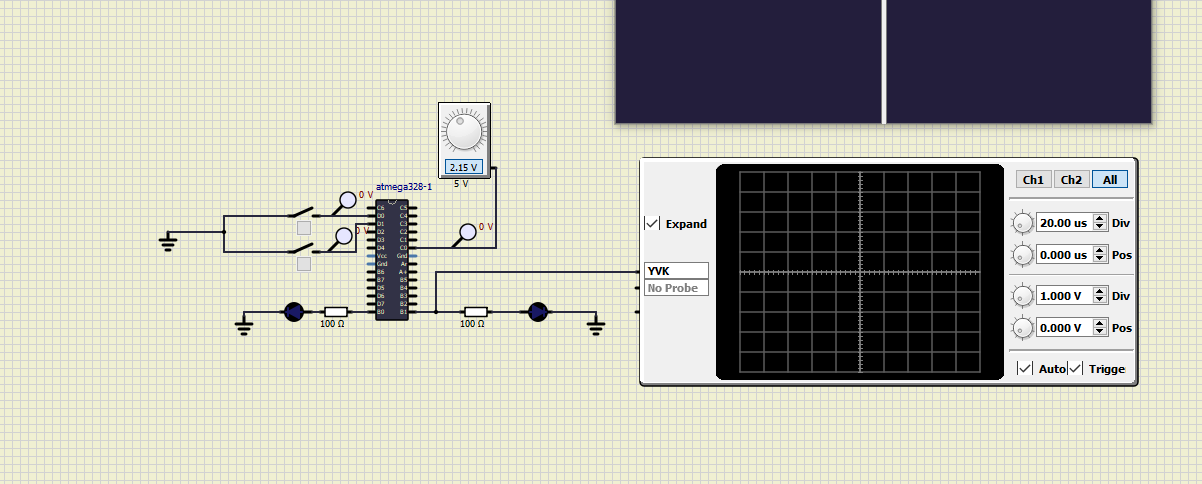 2.15 V
5 V
atmega328-1
0 V
0 V
0 V
C6
D0
D1
D2
D3
D4
Vcc
Gnd
B6
B7
D5
D6
D7
B0
C5
C4
C3
C2
C1
C0
Gnd
Ar
A+
B5
B4
B3
B2
B1
100 Ω
100 Ω
Expand
YVK
No Probe
Ch1 Ch2 All
20.00 us Div
0.000 us Pos
1.000 V Div
0.000 V Pos
Auto Trigge